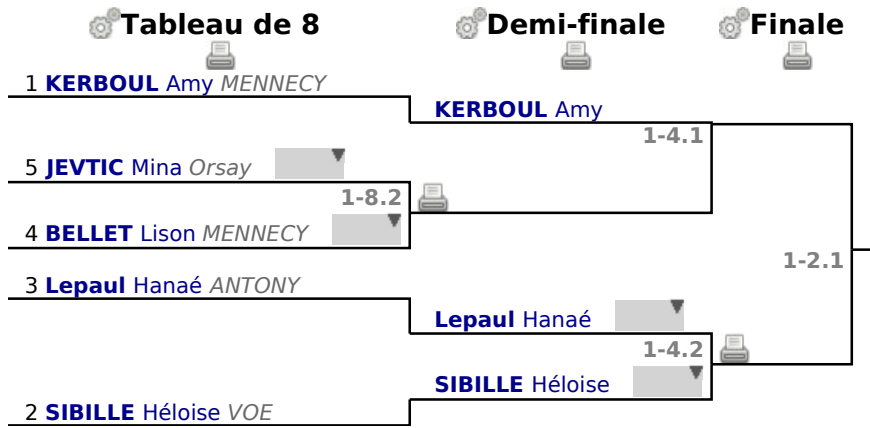 Tableau de 8 Demi-finale Finale
1 KERBOUL Amy MENNECY
KERBOUL Amy
1-4.1
5 JEVTIC Mina Orsay
1-8.2
4 BELLET Lison MENNECY
1-2.1
3 Lepaul Hanaé ANTONY
Lepaul Hanaé
1-4.2
SIBILLE Héloise
2 SIBILLE Héloise VOE